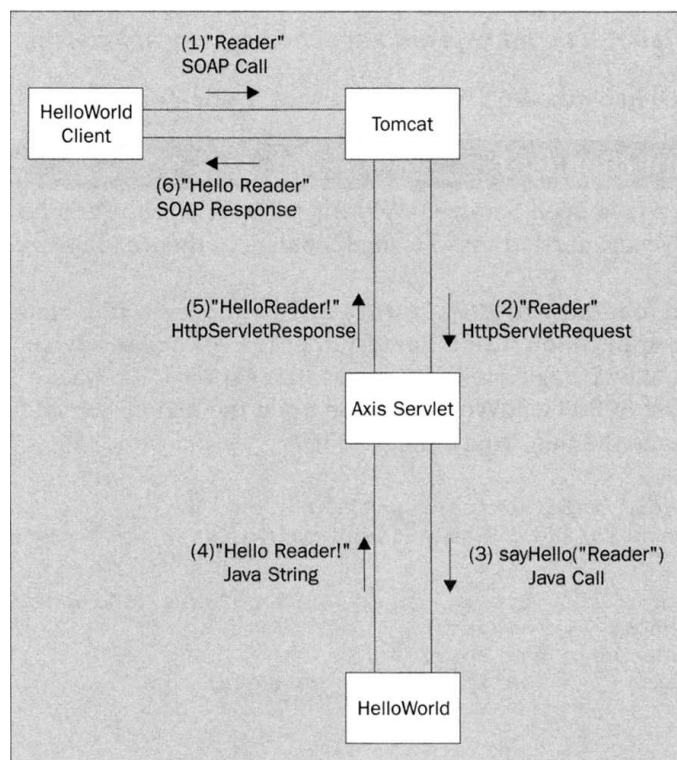 (1)"Reader"
SOAP Call
HelloWorld
Client
Tomcat
(6)"Hello Reader"
SOAP Response
(5)"HelloReader!"
HttpServletResponse
(2)"Reader"
HttpServletRequest
Axis Servlet
(4)"Hello Reader!"
Java String
(3) sayHello("Reader")
Java Call
HelloWorld